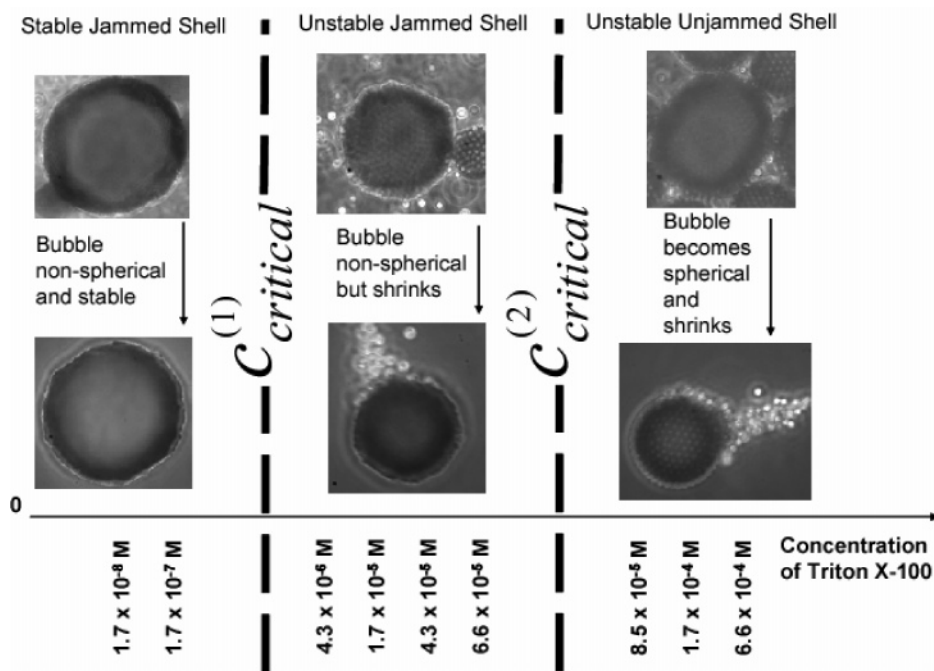 Stable Jammed Shell
Unstable Jammed Shell
Unstable Unjammed Shell
Bubble
non-spherical
and stable
C critical (1)
Bubble
non-spherical
but shrinks
C critical (2)
Bubble
becomes
spherical
and
shrinks
0
1.7 x 10⁻⁸ M
1.7 x 10⁻⁷ M
4.3 x 10⁻⁶ M
1.7 x 10⁻⁵ M
4.3 x 10⁻⁵ M
6.6 x 10⁻⁵ M
8.5 x 10⁻⁵ M
1.7 x 10⁻⁴ M
6.6 x 10⁻⁴ M
Concentration
of Triton X-100